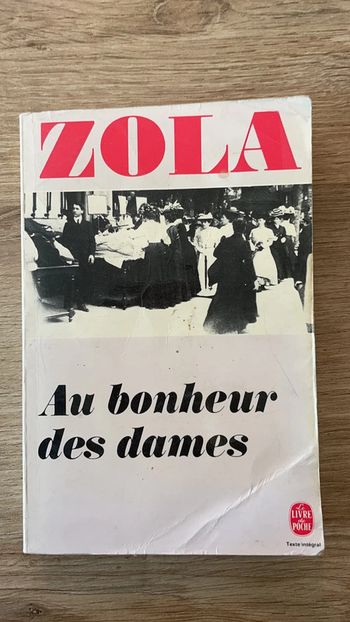 ZOLA
Au bonheur
des dames
Le
LIVRE
de
POCHE
Texte intégral